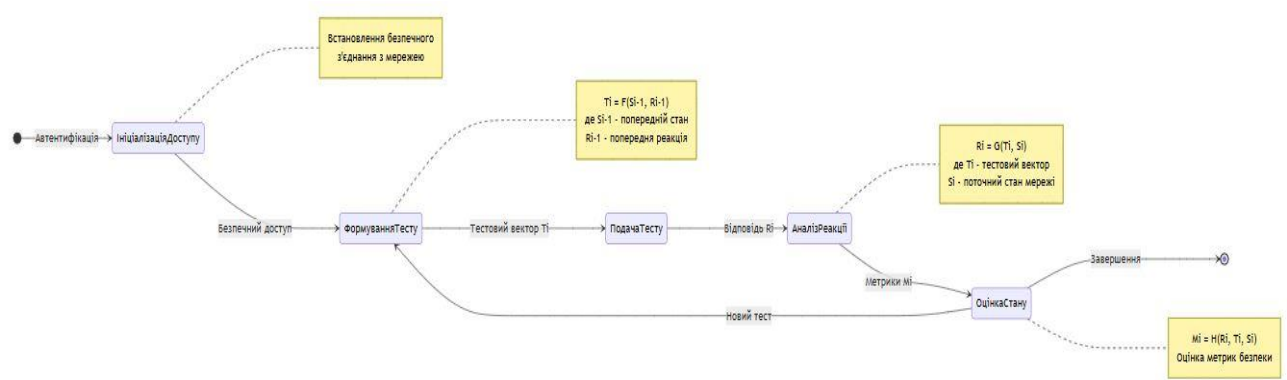 Встановлення безпечного
з'єднання з мережею
Ti = F(Si-1, Ri-1)
де Si-1 - попередній стан
Ri-1 - попередня реакція
Ri = G(Ti, Si)
де Ti - тестовий вектор
Si - поточний стан мережі
Автентифікація
ІніціалізаціяДоступу
Безпечний доступ
ФормуванняТесту
Тестовий вектор Ti
ПодачаТесту
Відповідь Ri
АналізРеакції
Завершення
Метрики Mi
ОцінкаСтану
Новий тест
Mi = H(Ri, Ti, Si)
Оцінка метрик безпеки